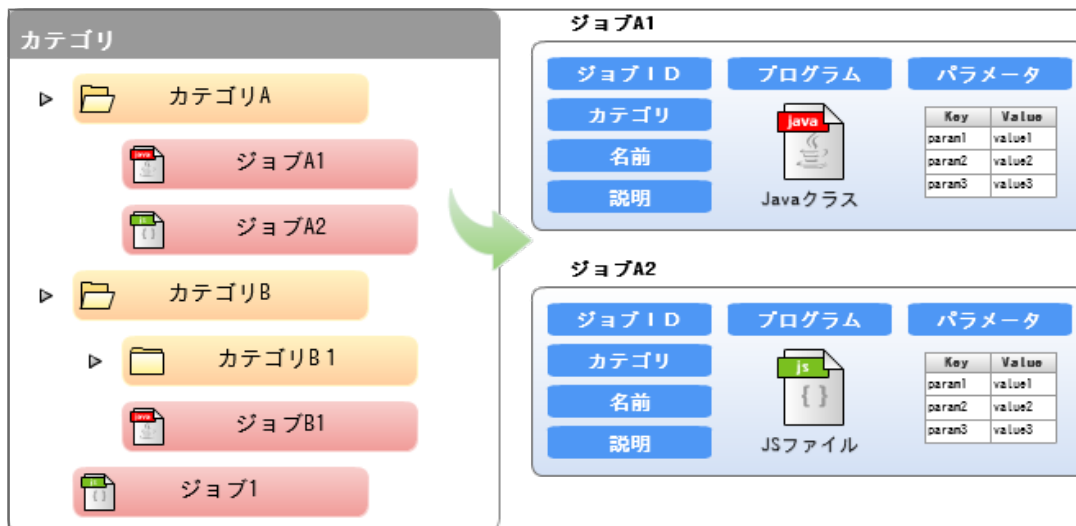 カテゴリ
カテゴリA
java
ジョブA1
js
{ }
ジョブA2
カテゴリB
カテゴリB1
java
ジョブB1
js
{ }
ジョブ1
ジョブA1
ジョブID
プログラム
パラメータ
カテゴリ
名前
説明
java
Javaクラス
Key Value
param1 value1
param2 value2
param3 value3
ジョブA2
ジョブID
プログラム
パラメータ
カテゴリ
名前
説明
js
{ }
JSファイル
Key Value
param1 value1
param2 value2
param3 value3